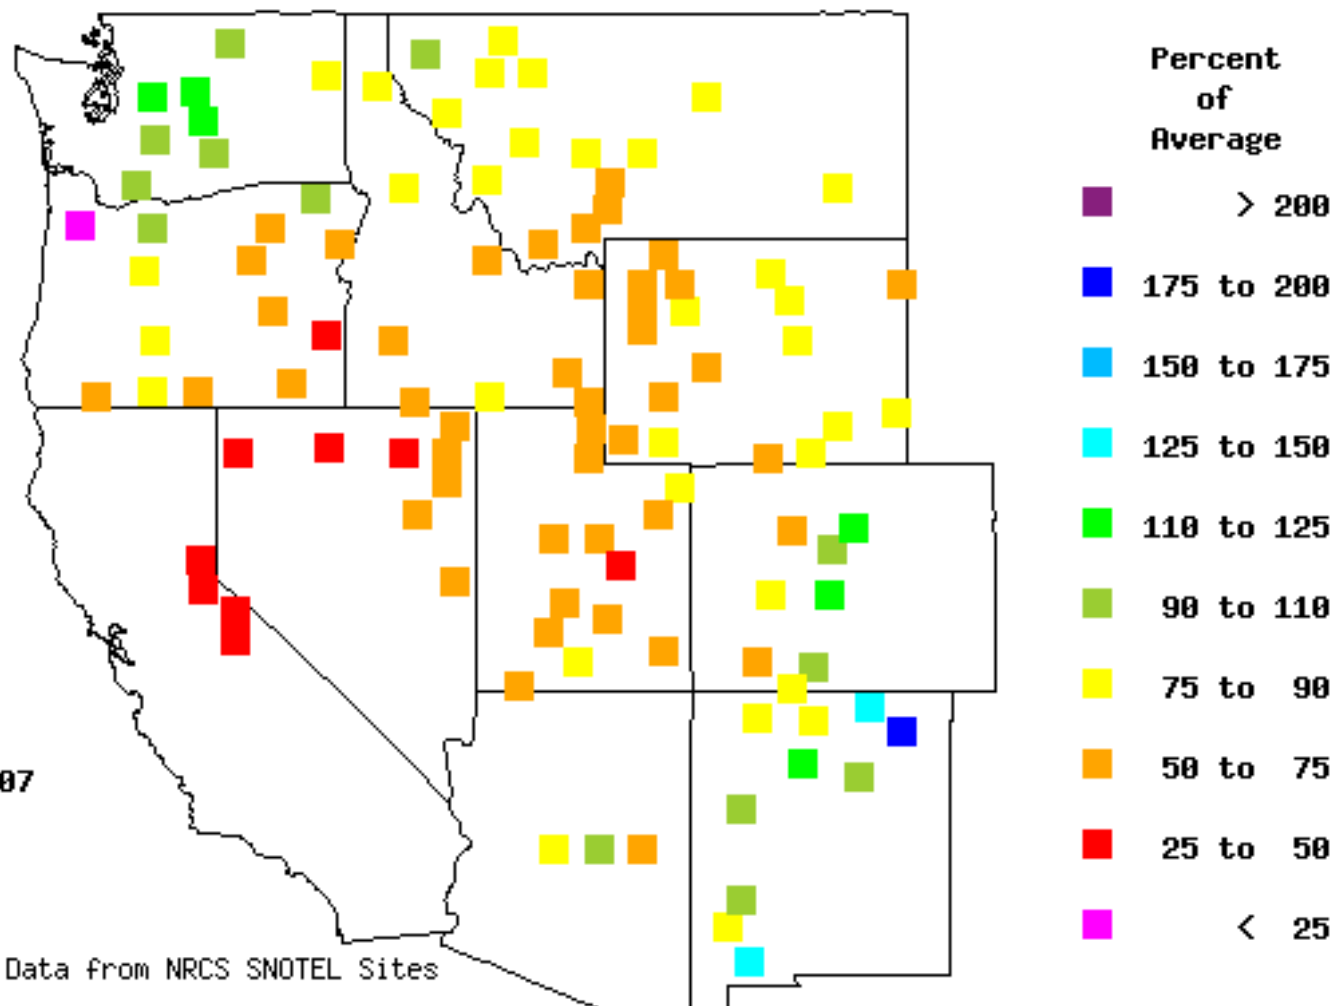 Percent
of
Average
> 200
175 to 200
150 to 175
125 to 150
110 to 125
90 to 110
75 to 90
50 to 75
25 to 50
< 25
07
Data from NRCS SNOTEL Sites